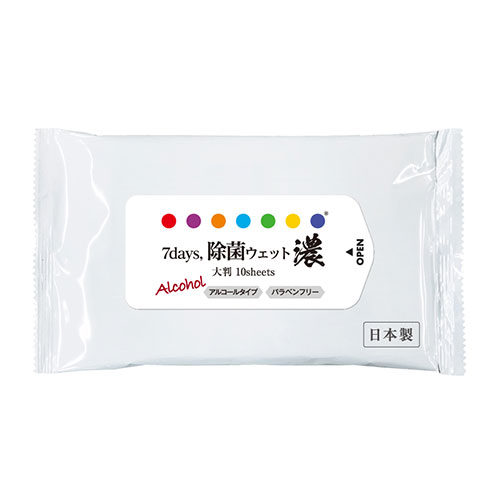 ®
7days, 除菌ウェット 濃
大判 10sheets
Alcohol
アルコールタイプ
パラベンフリー
◀ OPEN
日本製